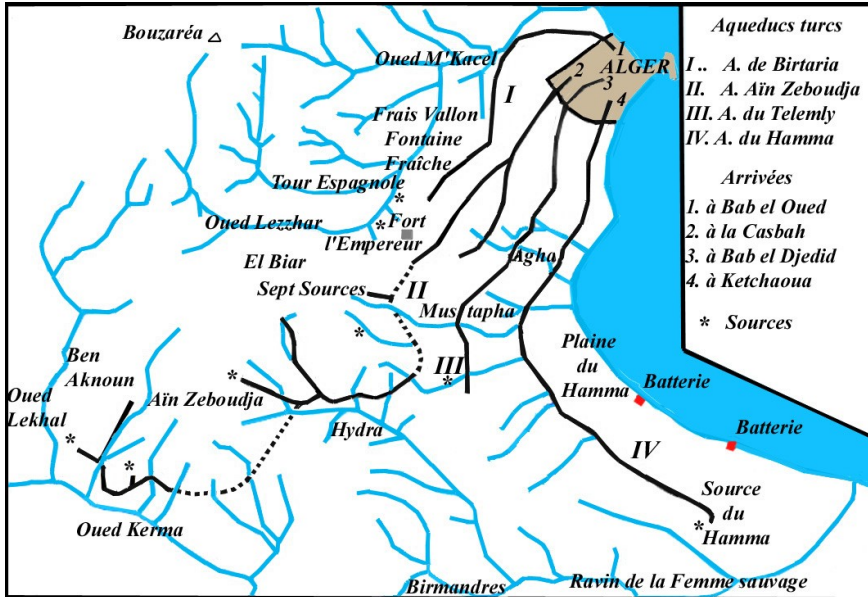 Bouzaréa
Oued M'Kacel
1
2 ALGER
3
4
I
Frais Vallon
Fontaine
Fraîche
Tour Espagnole
*
Oued Lezzhar
* Fort
l'Empereur
El Biar
Sept Sources
II
Agha
Mustapha
*
III
*
Ben
Aknoun
Oued
Lekhal
*
Aïn Zeboudja
*
*
Hydra
Plaine
du
Hamma
Batterie
Batterie
IV
Source
du
* Hamma
Oued Kerma
Birmandres
Ravin de la Femme sauvage
Aqueducs turcs
I .. A. de Birtaria
II. A. Aïn Zeboudja
III. A. du Telemly
IV. A. du Hamma
Arrivées
1. à Bab el Oued
2. à la Casbah
3. à Bab el Djedid
4. à Ketchaoua
* Sources